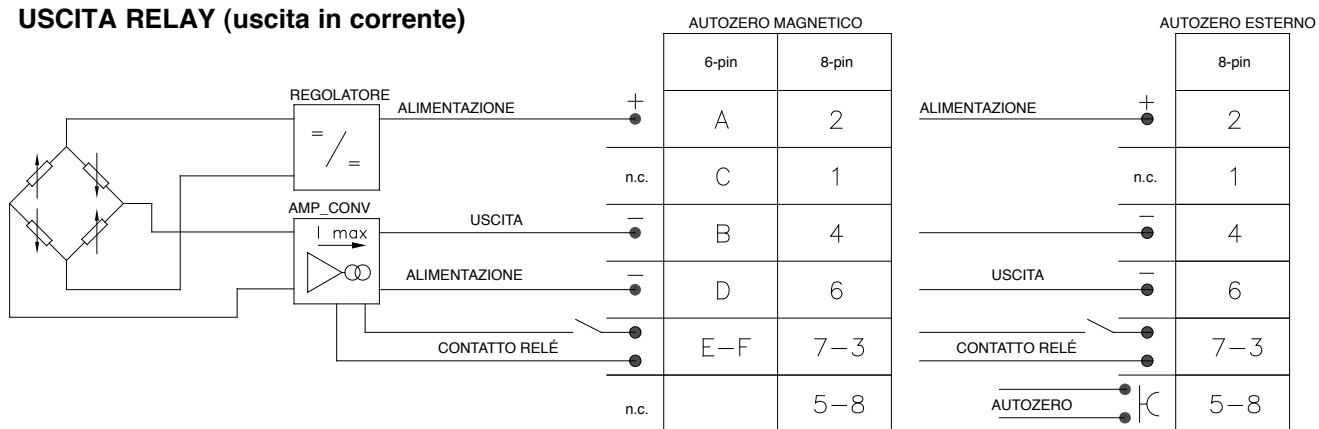 USCITA RELAY (uscita in corrente)
AUTOZERO MAGNETICO
AUTOZERO ESTERNO
6-pin 8-pin
8-pin
REGOLATORE
= / =
ALIMENTAZIONE + A 2
ALIMENTAZIONE + 2
n.c. C 1
n.c. 1
AMP_CONV
I max
USCITA – B 4
– 4
ALIMENTAZIONE – D 6
USCITA – 6
CONTATTO RELÉ E–F 7–3
CONTATTO RELÉ 7–3
n.c. 5–8
AUTOZERO 5–8